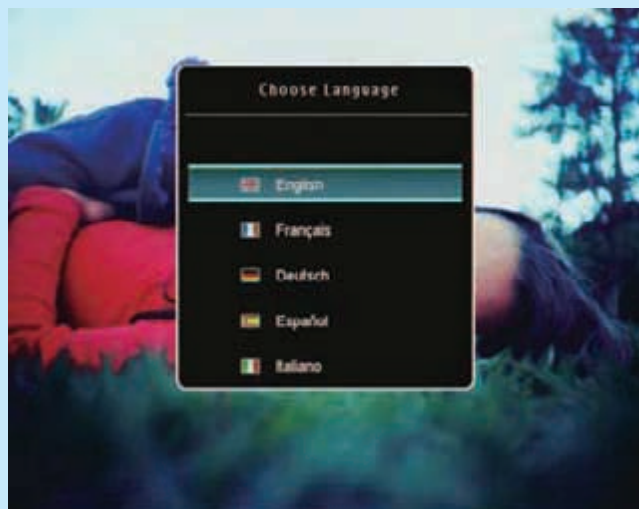 Choose Language
English
Français
Deutsch
Español
Italiano